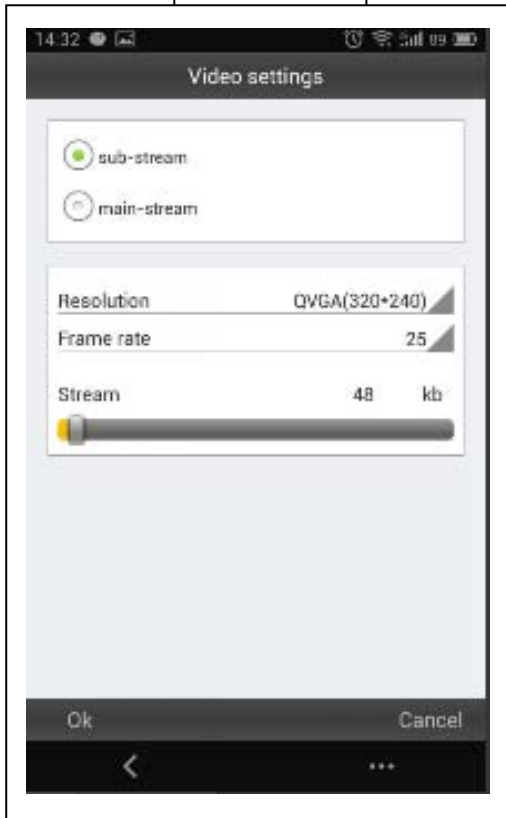 14:32
Video settings
sub-stream
main-stream
Resolution QVGA(320*240)
Frame rate 25
Stream 48 kb
Ok Cancel